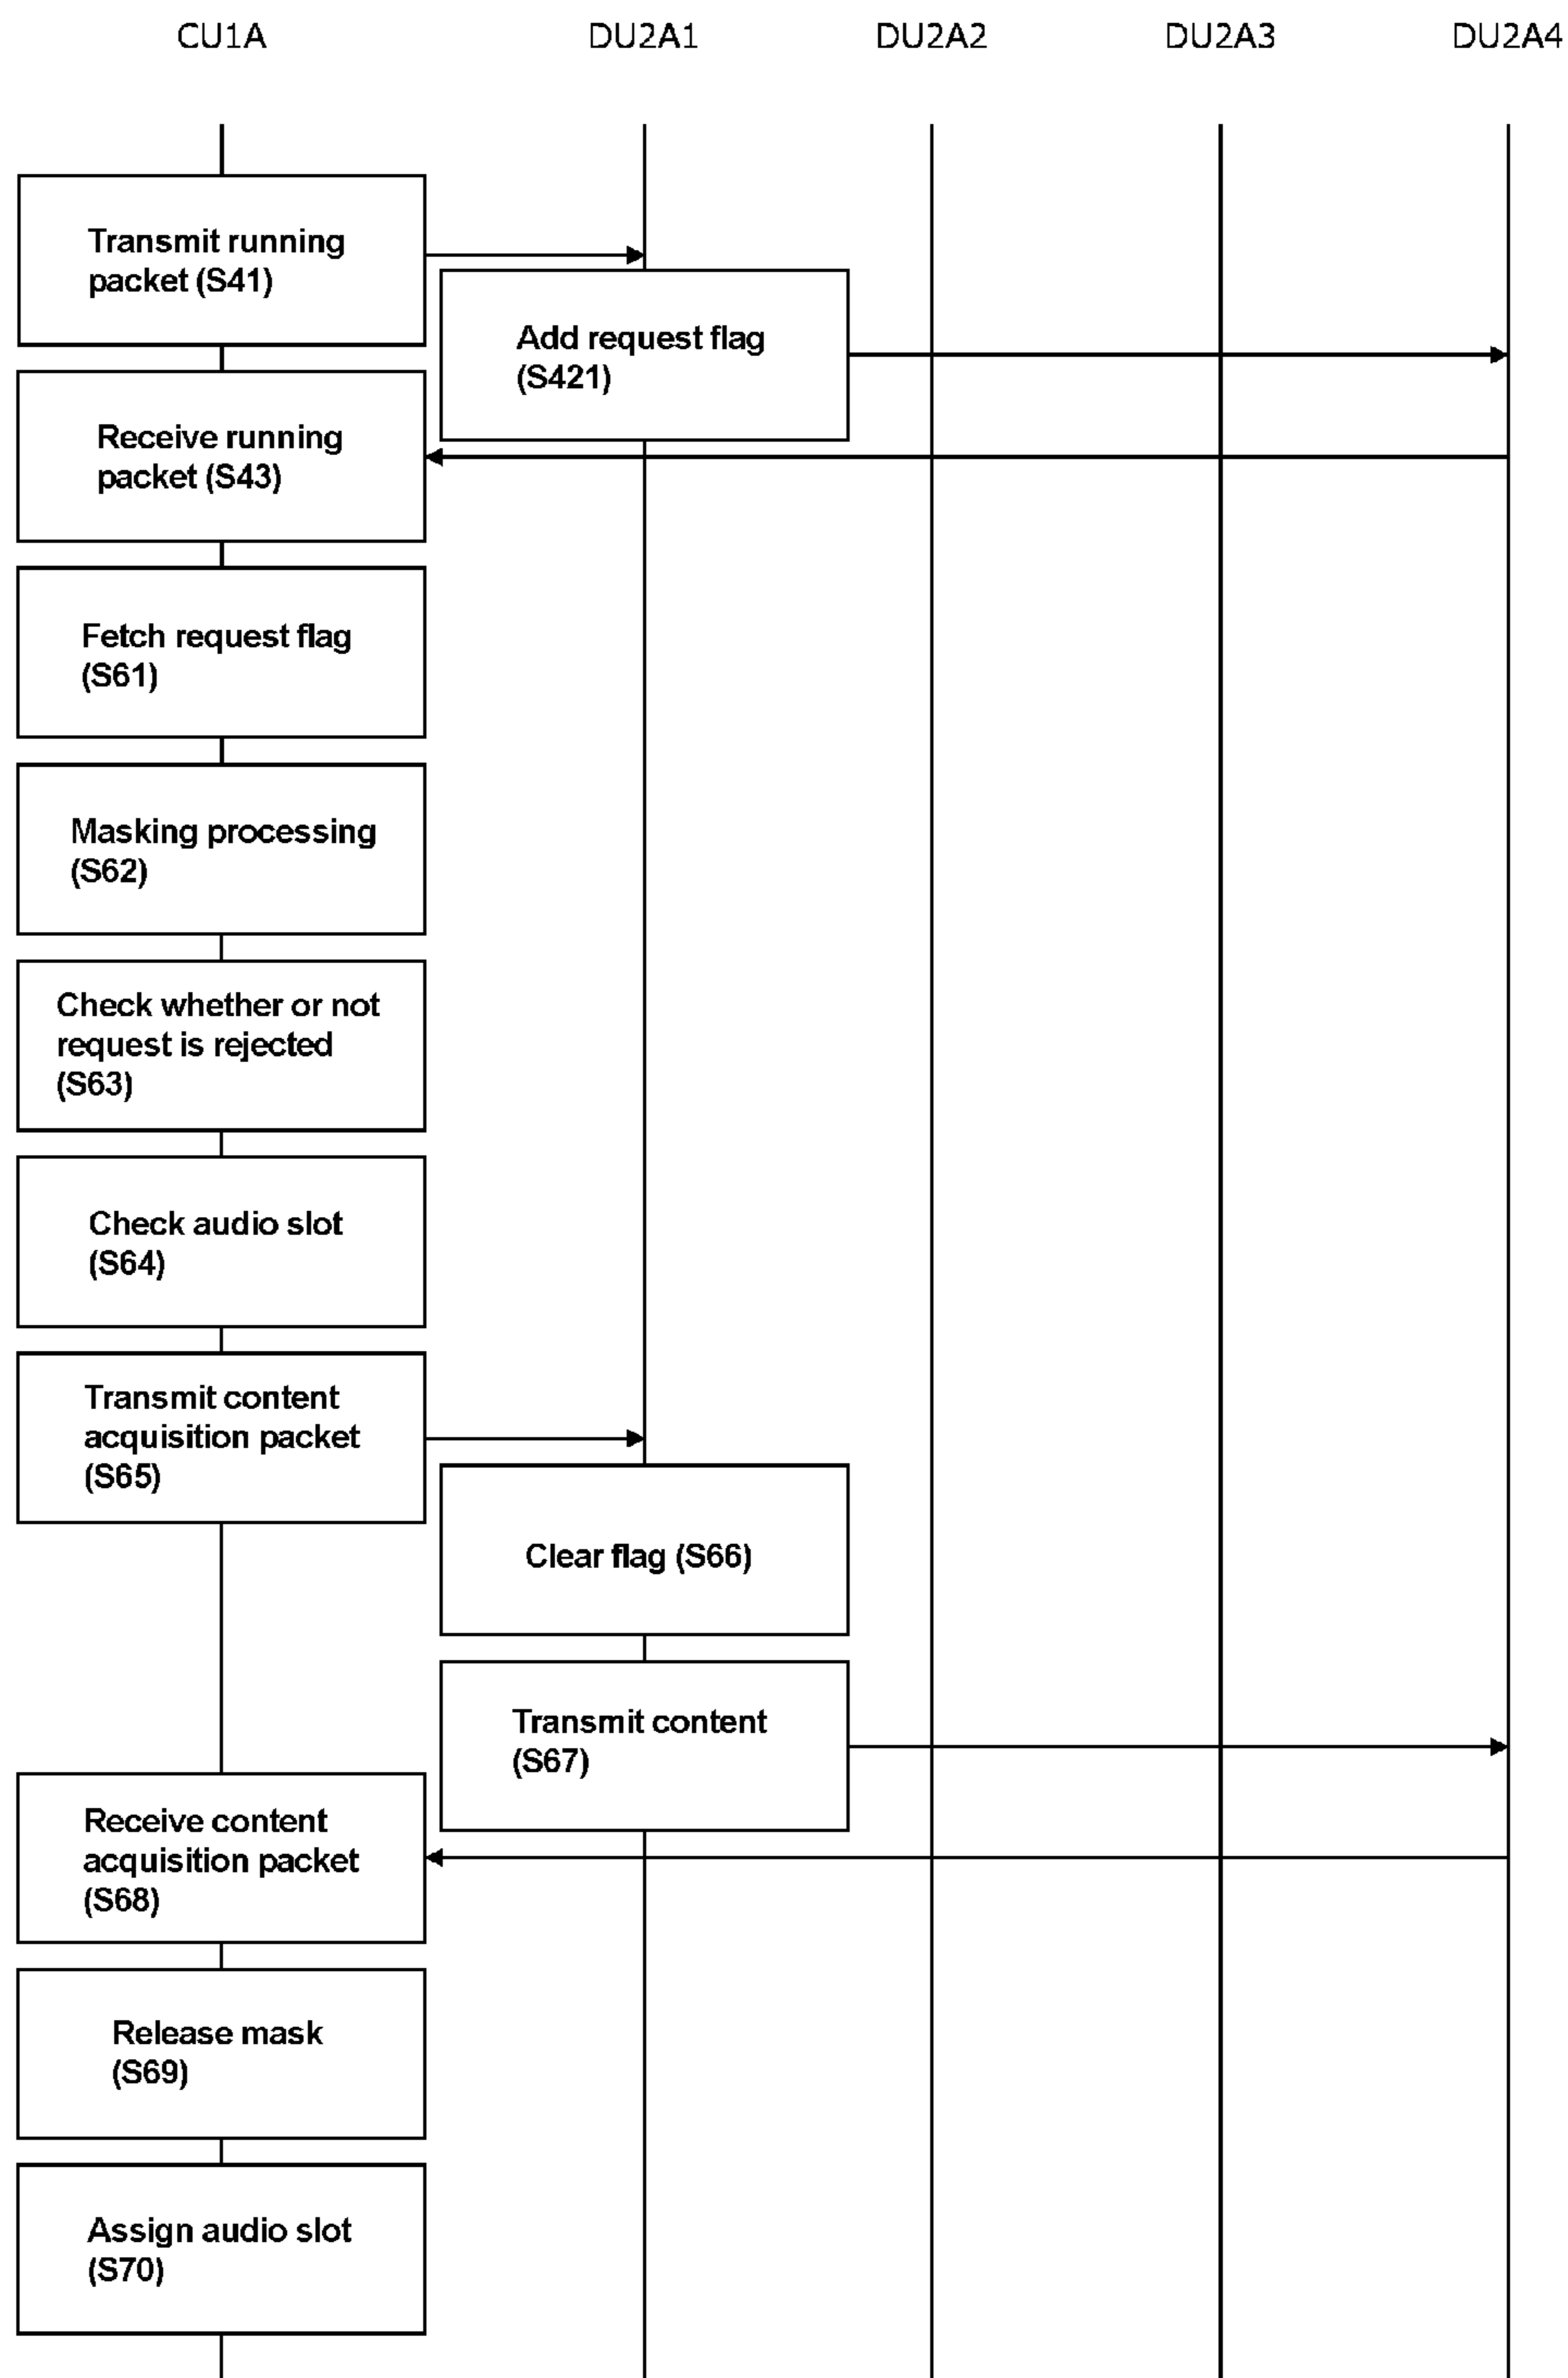 CU1A DU2A1 DU2A2 DU2A3 DU2A4
Transmit running
packet (S41)
Add request flag
(S421)
Receive running
packet (S43)
Fetch request flag
(S61)
Masking processing
(S62)
Check whether or not
request is rejected
(S63)
Check audio slot
(S64)
Transmit content
acquisition packet
(S65)
Clear flag (S66)
Transmit content
(S67)
Receive content
acquisition packet
(S68)
Release mask
(S69)
Assign audio slot
(S70)